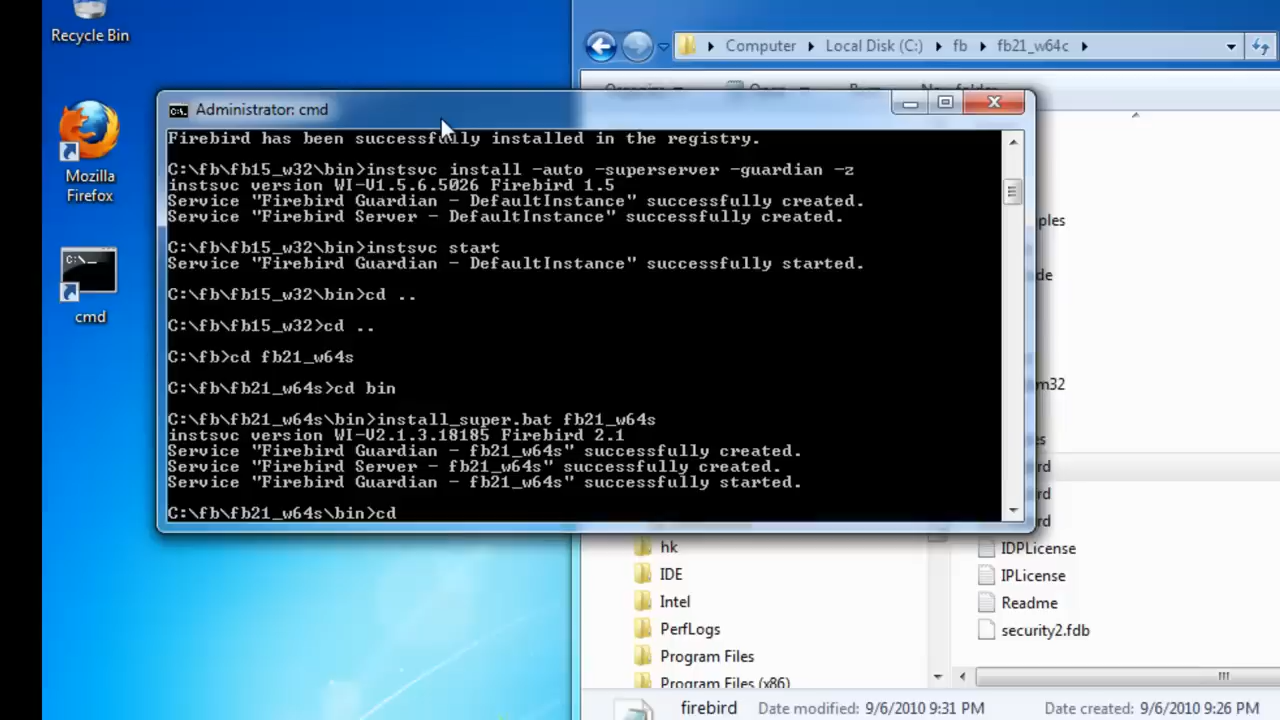 Recycle Bin
Mozilla
Firefox
cmd
Computer
Local Disk (C:)
fb
fb21_w64c
Administrator: cmd
Firebird has been successfully installed in the registry.
C:\fb\fb15_w32\bin>instsvc install -auto -superserver -guardian -z
instsvc version WI-V1.5.6.5026 Firebird 1.5
Service "Firebird Guardian - DefaultInstance" successfully created.
Service "Firebird Server - DefaultInstance" successfully created.
C:\fb\fb15_w32\bin>instsvc start
Service "Firebird Guardian - DefaultInstance" successfully started.
C:\fb\fb15_w32\bin>cd ..
C:\fb\fb15_w32>cd ..
C:\fb>cd fb21_w64s
C:\fb\fb21_w64s>cd bin
C:\fb\fb21_w64s\bin>install_super.bat fb21_w64s
instsvc version WI-V2.1.3.18185 Firebird 2.1
Service "Firebird Guardian - fb21_w64s" successfully created.
Service "Firebird Server - fb21_w64s" successfully created.
Service "Firebird Guardian - fb21_w64s" successfully started.
C:\fb\fb21_w64s\bin>cd
hk
IDE
Intel
PerfLogs
Program Files
Program Files (x86)
ples
de
m32
es
rd
rd
rd
IDPLicense
IPLicense
Readme
security2.fdb
firebird
Date modified: 9/6/2010 9:31 PM
Date created: 9/6/2010 9:26 PM